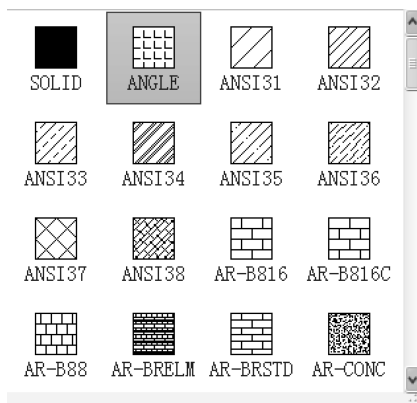 SOLID ANGLE ANSI31 ANSI32
ANSI33 ANSI34 ANSI35 ANSI36
ANSI37 ANSI38 AR-B816 AR-B816C
AR-B88 AR-BRELM AR-BRSTD AR-CONC